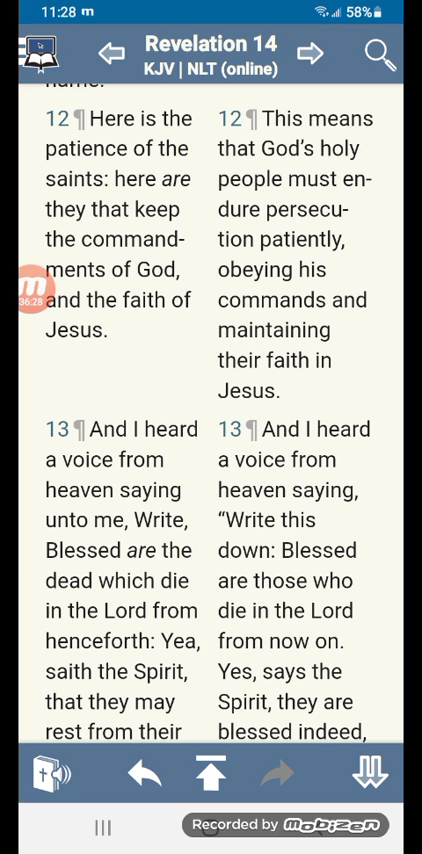 11:28 m 58%
Revelation 14
KJV | NLT (online)
name.
12 ¶ Here is the
patience of the
saints: here are
they that keep
the command-
ments of God,
and the faith of
Jesus.
12 ¶ This means
that God's holy
people must en-
dure persecu-
tion patiently,
obeying his
commands and
maintaining
their faith in
Jesus.
m
36:28
13 ¶ And I heard
a voice from
heaven saying
unto me, Write,
Blessed are the
dead which die
in the Lord from
henceforth: Yea,
saith the Spirit,
that they may
rest from their
13 ¶ And I heard
a voice from
heaven saying,
“Write this
down: Blessed
are those who
die in the Lord
from now on.
Yes, says the
Spirit, they are
blessed indeed,
Recorded by mobizen